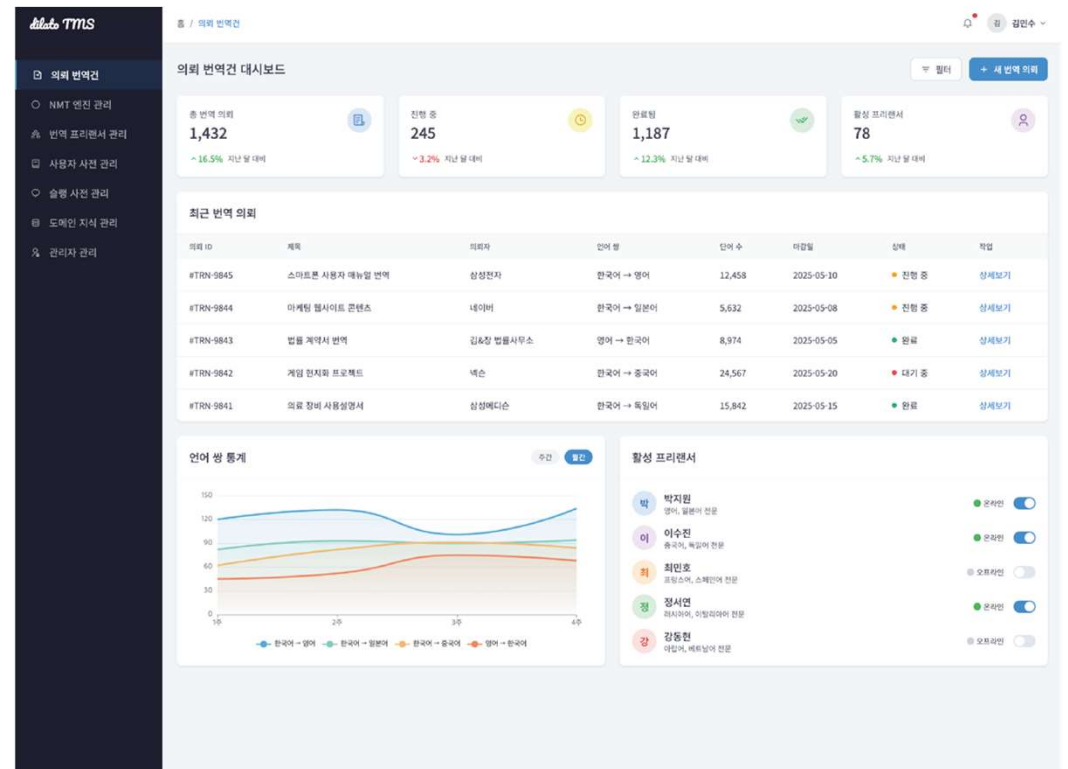 dilato TMS
의뢰 번역건
NMT 엔진 관리
번역 프리랜서 관리
사용자 사전 관리
슬랭 사전 관리
도메인 지식 관리
관리자 관리
홈 / 의뢰 번역건
김 김민수
의뢰 번역건 대시보드
필터
+ 새 번역 의뢰
총 번역 의뢰
1,432
16.5% 지난 달 대비
진행 중
245
3.2% 지난 달 대비
완료됨
1,187
12.3% 지난 달 대비
활성 프리랜서
78
5.7% 지난 달 대비
최근 번역 의뢰
의뢰 ID 제목 의뢰자 언어 쌍 단어 수 마감일 상태 작업
#TRN-9845 스마트폰 사용자 매뉴얼 번역 삼성전자 한국어 → 영어 12,458 2025-05-10 진행 중 상세보기
#TRN-9844 마케팅 웹사이트 콘텐츠 네이버 한국어 → 일본어 5,632 2025-05-08 진행 중 상세보기
#TRN-9843 법률 계약서 번역 김&장 법률사무소 영어 → 한국어 8,974 2025-05-05 완료 상세보기
#TRN-9842 게임 현지화 프로젝트 넥슨 한국어 → 중국어 24,567 2025-05-20 대기 중 상세보기
#TRN-9841 의료 장비 사용설명서 삼성메디슨 한국어 → 독일어 15,842 2025-05-15 완료 상세보기
언어 쌍 통계
주간 월간
150
120
90
60
30
0
1주 2주 3주 4주
한국어 → 영어 한국어 → 일본어 한국어 → 중국어 영어 → 한국어
활성 프리랜서
박 박지원 온라인
영어, 일본어 전문
이 이수진 온라인
중국어, 독일어 전문
최 최민호 오프라인
프랑스어, 스페인어 전문
정 정서연 온라인
러시아어, 이탈리아어 전문
강 강동현 오프라인
아랍어, 베트남어 전문